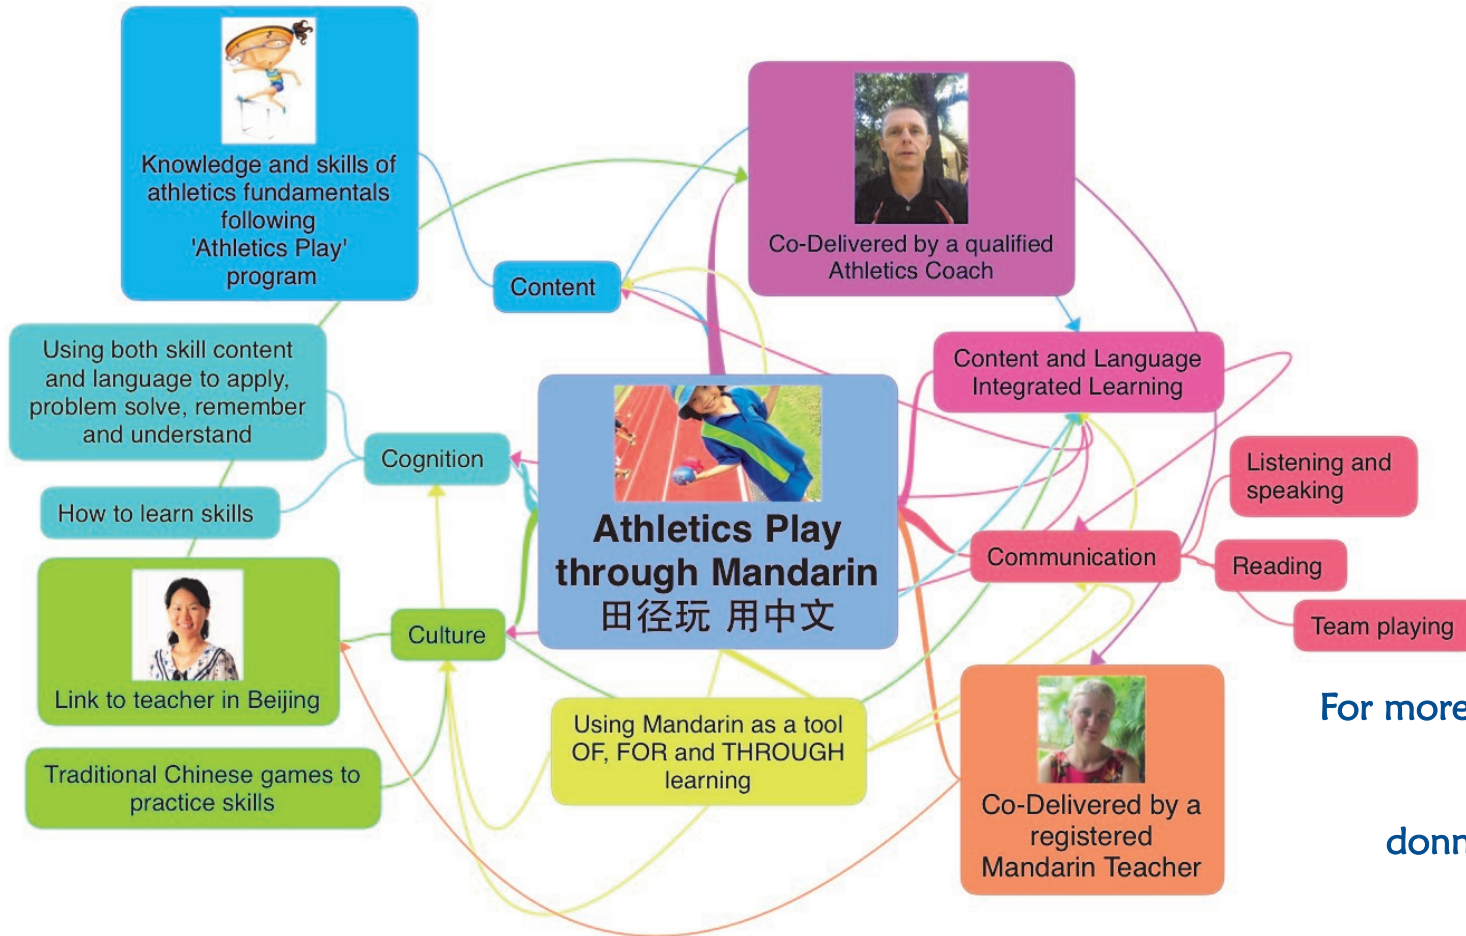 Knowledge and skills of
athletics fundamentals
following
'Athletics Play'
program
Content
Co-Delivered by a qualified
Athletics Coach
Using both skill content
and language to apply,
problem solve, remember
and understand
Cognition
How to learn skills
Content and Language
Integrated Learning
Athletics Play
through Mandarin
田径玩 用中文
Communication
Listening and
speaking
Reading
Team playing
Culture
Link to teacher in Beijing
Traditional Chinese games to
practice skills
Using Mandarin as a tool
OF, FOR and THROUGH
learning
Co-Delivered by a
registered
Mandarin Teacher
For more
donn